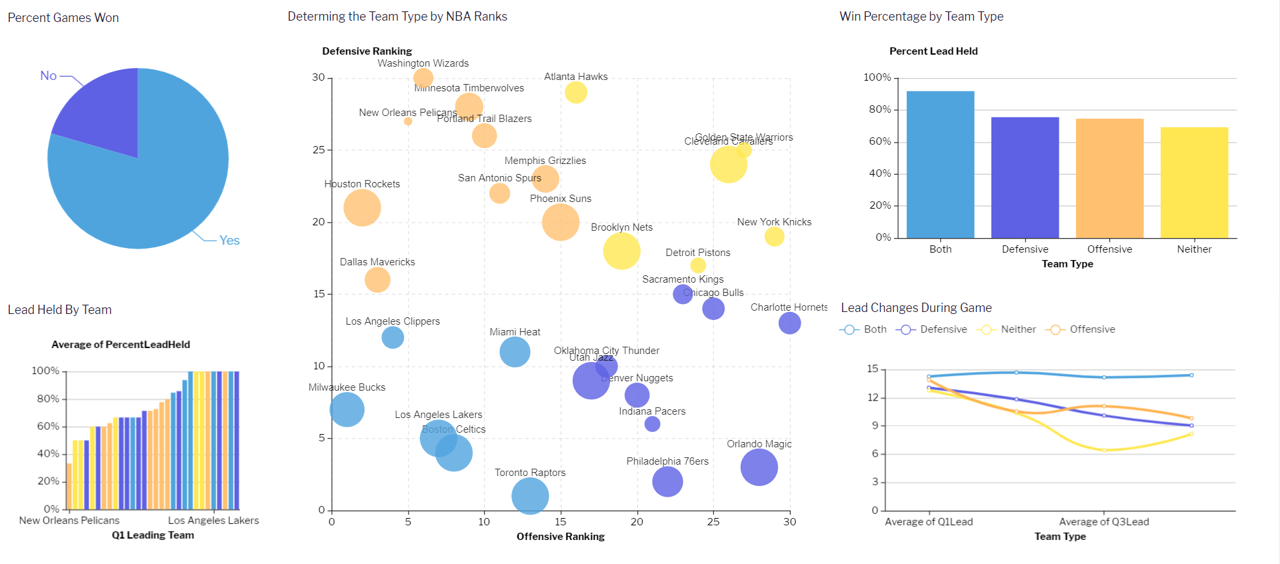 Percent Games Won
No
Yes
Determing the Team Type by NBA Ranks
Defensive Ranking
30
25
20
15
10
5
0
Washington Wizards
Atlanta Hawks
Minnesota Timberwolves
New Orleans Pelicans
Portland Trail Blazers
Golden State Warriors
Cleveland Cavaliers
Memphis Grizzlies
San Antonio Spurs
Houston Rockets
Phoenix Suns
New York Knicks
Brooklyn Nets
Detroit Pistons
Dallas Mavericks
Sacramento Kings
Chicago Bulls
Charlotte Hornets
Los Angeles Clippers
Miami Heat
Oklahoma City Thunder
Utah Jazz
Denver Nuggets
Milwaukee Bucks
Indiana Pacers
Los Angeles Lakers
Boston Celtics
Orlando Magic
Philadelphia 76ers
Toronto Raptors
0 5 10 15 20 25 30
Offensive Ranking
Win Percentage by Team Type
Percent Lead Held
100%
80%
60%
40%
20%
0%
Both Defensive Offensive Neither
Team Type
Lead Held By Team
Average of PercentLeadHeld
100%
80%
60%
40%
20%
0%
New Orleans Pelicans Los Angeles Lakers
Q1 Leading Team
Lead Changes During Game
Both Defensive Neither Offensive
15
12
9
6
3
0
Average of Q1Lead Average of Q3Lead
Team Type